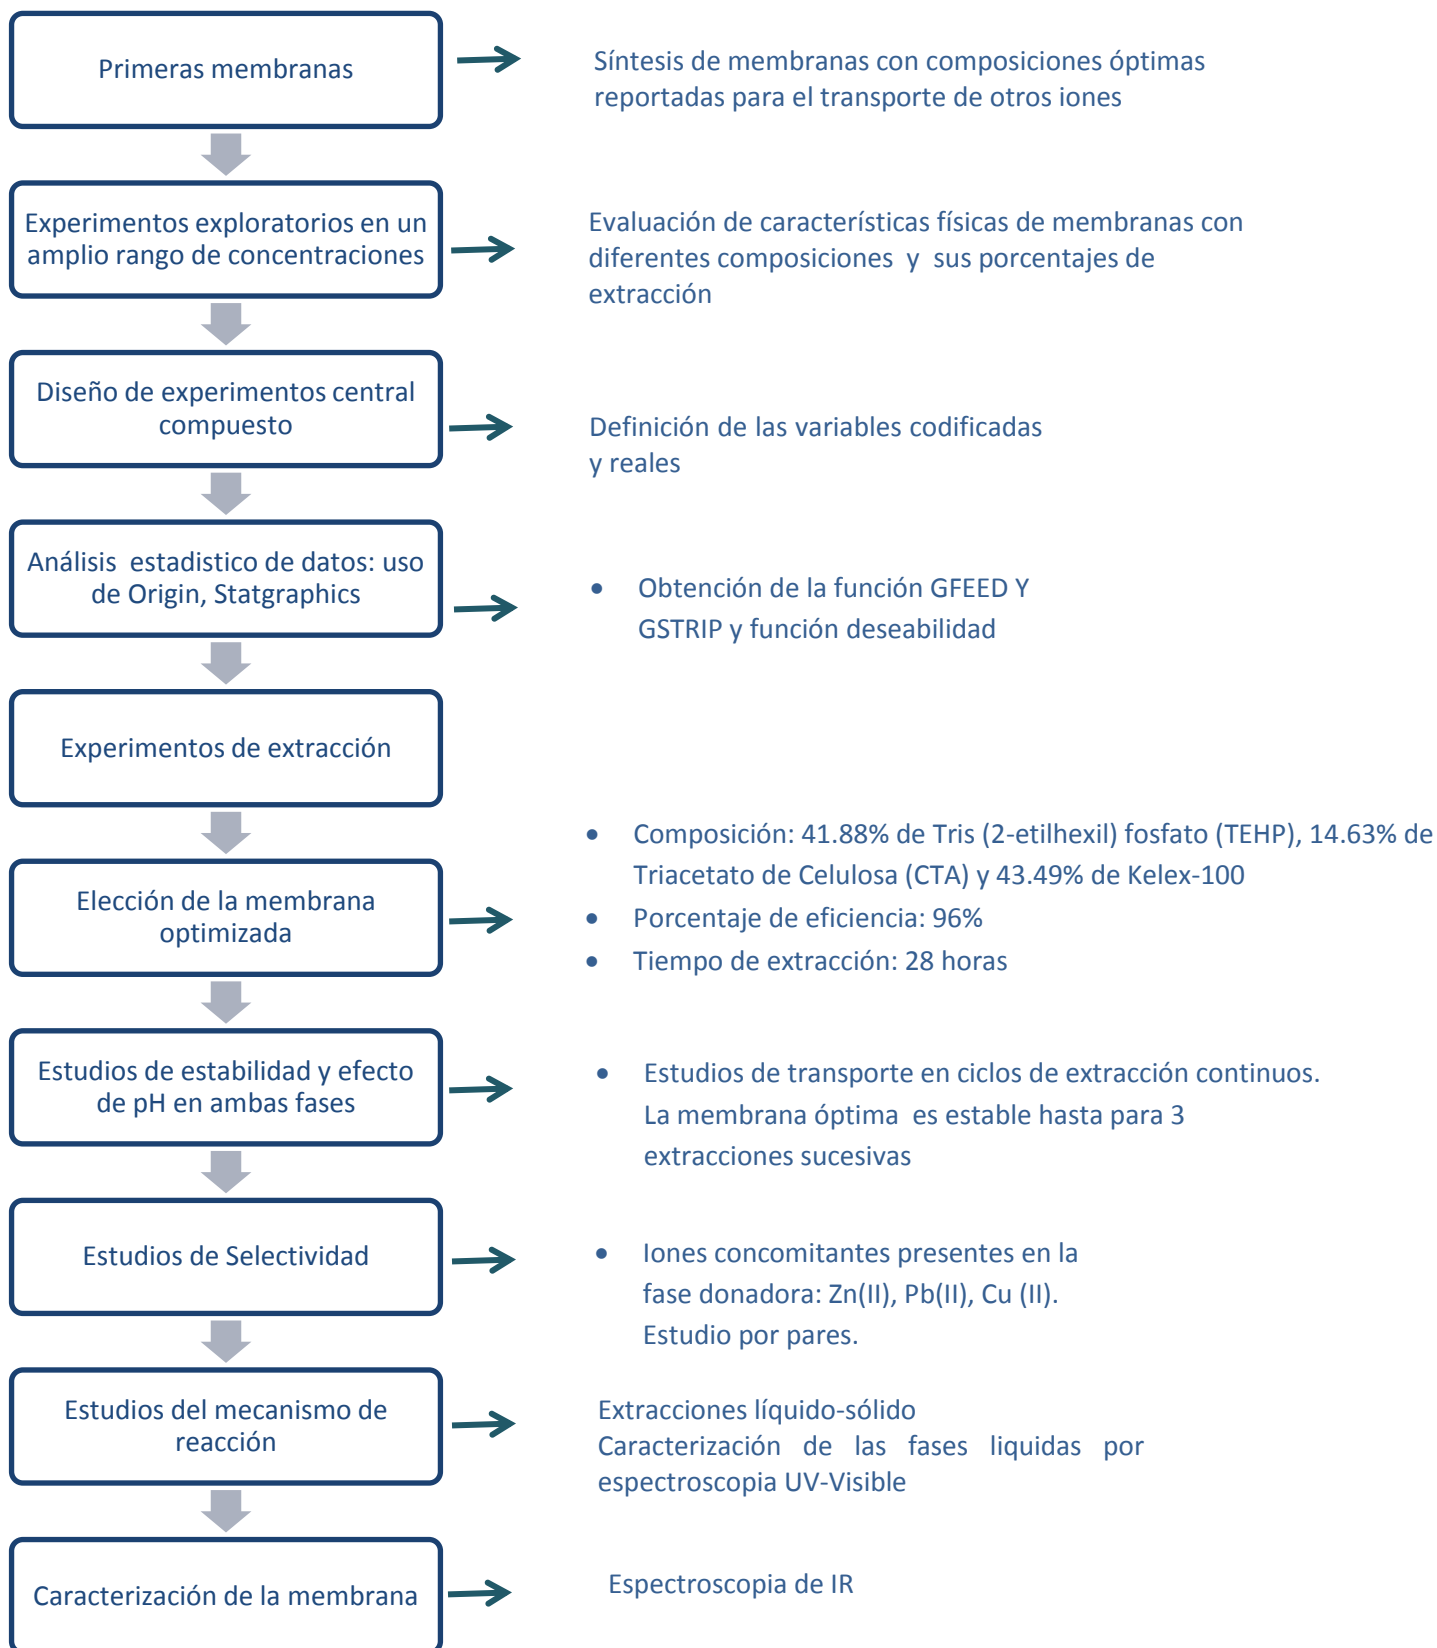 Primeras membranas
Síntesis de membranas con composiciones óptimas
reportadas para el transporte de otros iones
Experimentos exploratorios en un
amplio rango de concentraciones
Evaluación de características físicas de membranas con
diferentes composiciones y sus porcentajes de
extracción
Diseño de experimentos central
compuesto
Definición de las variables codificadas
y reales
Análisis estadistico de datos: uso
de Origin, Statgraphics
• Obtención de la función GFEED Y
GSTRIP y función deseabilidad
Experimentos de extracción
Elección de la membrana
optimizada
• Composición: 41.88% de Tris (2-etilhexil) fosfato (TEHP), 14.63% de
Triacetato de Celulosa (CTA) y 43.49% de Kelex-100
• Porcentaje de eficiencia: 96%
• Tiempo de extracción: 28 horas
Estudios de estabilidad y efecto
de pH en ambas fases
• Estudios de transporte en ciclos de extracción continuos.
La membrana óptima es estable hasta para 3
extracciones sucesivas
Estudios de Selectividad
• Iones concomitantes presentes en la
fase donadora: Zn(II), Pb(II), Cu (II).
Estudio por pares.
Estudios del mecanismo de
reacción
Extracciones líquido-sólido
Caracterización de las fases liquidas por
espectroscopia UV-Visible
Caracterización de la membrana
Espectroscopia de IR